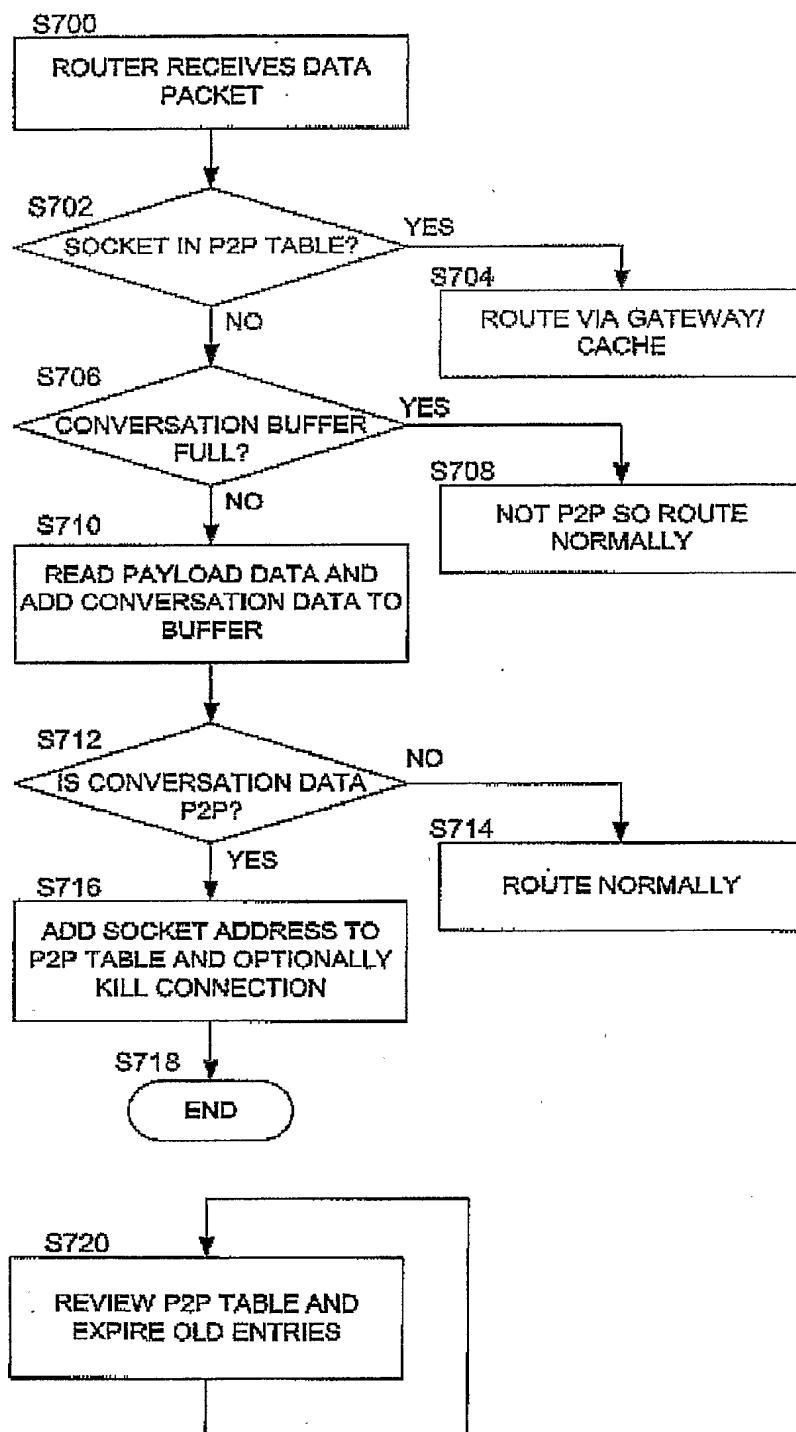 S700
ROUTER RECEIVES DATA
PACKET
S702
SOCKET IN P2P TABLE?
YES
S704
ROUTE VIA GATEWAY/
CACHE
NO
S706
CONVERSATION BUFFER
FULL?
YES
S708
NOT P2P SO ROUTE
NORMALLY
NO
S710
READ PAYLOAD DATA AND
ADD CONVERSATION DATA TO
BUFFER
S712
IS CONVERSATION DATA
P2P?
NO
S714
ROUTE NORMALLY
YES
S716
ADD SOCKET ADDRESS TO
P2P TABLE AND OPTIONALLY
KILL CONNECTION
S718
END
S720
REVIEW P2P TABLE AND
EXPIRE OLD ENTRIES